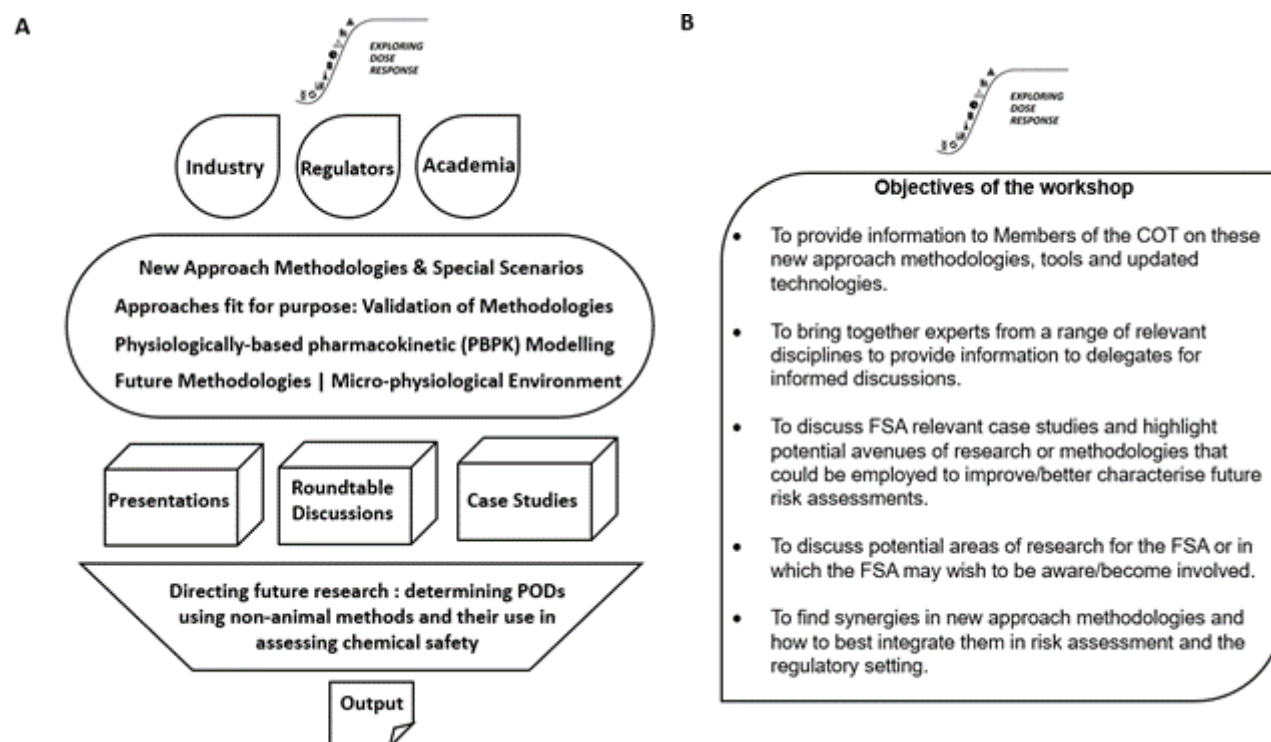 A
EXPLORING
DOSE
RESPONSE
Industry
Regulators
Academia
New Approach Methodologies & Special Scenarios
Approaches fit for purpose: Validation of Methodologies
Physiologically-based pharmacokinetic (PBPK) Modelling
Future Methodologies | Micro-physiological Environment
Presentations
Roundtable
Discussions
Case Studies
Directing future research : determining PODs
using non-animal methods and their use in
assessing chemical safety
Output
B
EXPLORING
DOSE
RESPONSE
Objectives of the workshop
• To provide information to Members of the COT on these
new approach methodologies, tools and updated
technologies.
• To bring together experts from a range of relevant
disciplines to provide information to delegates for
informed discussions.
• To discuss FSA relevant case studies and highlight
potential avenues of research or methodologies that
could be employed to improve/better characterise future
risk assessments.
• To discuss potential areas of research for the FSA or in
which the FSA may wish to be aware/become involved.
• To find synergies in new approach methodologies and
how to best integrate them in risk assessment and the
regulatory setting.